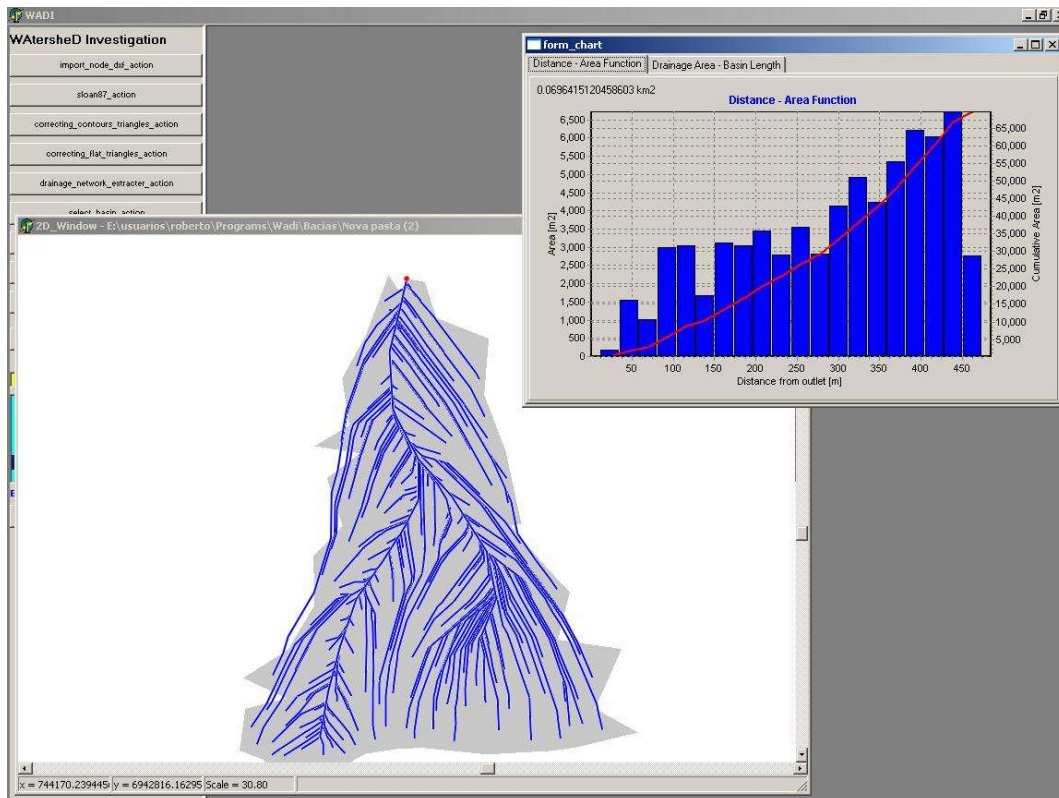 WADI
WAtersheD Investigation
import_node_dxf_action
sloan87_action
correcting_contours_triangles_action
correcting_flat_triangles_action
drainage_network_extracter_action
select_basin_action
form_chart
Distance - Area Function
Drainage Area - Basin Length
0.0696415120458603 km2
Distance - Area Function
6,500
6,000
5,500
5,000
4,500
4,000
3,500
3,000
2,500
2,000
1,500
1,000
500
0
Area [m2]
65,000
60,000
55,000
50,000
45,000
40,000
35,000
30,000
25,000
20,000
15,000
10,000
5,000
Cumulative Area [m2]
50 100 150 200 250 300 350 400 450
Distance from outlet [m]
2D_Window - E:\usuarios\roberto\Programs\Wadi\Bacias\Nova pasta (2)
E
x = 744170.239445 y = 6942816.16295 Scale = 30.80